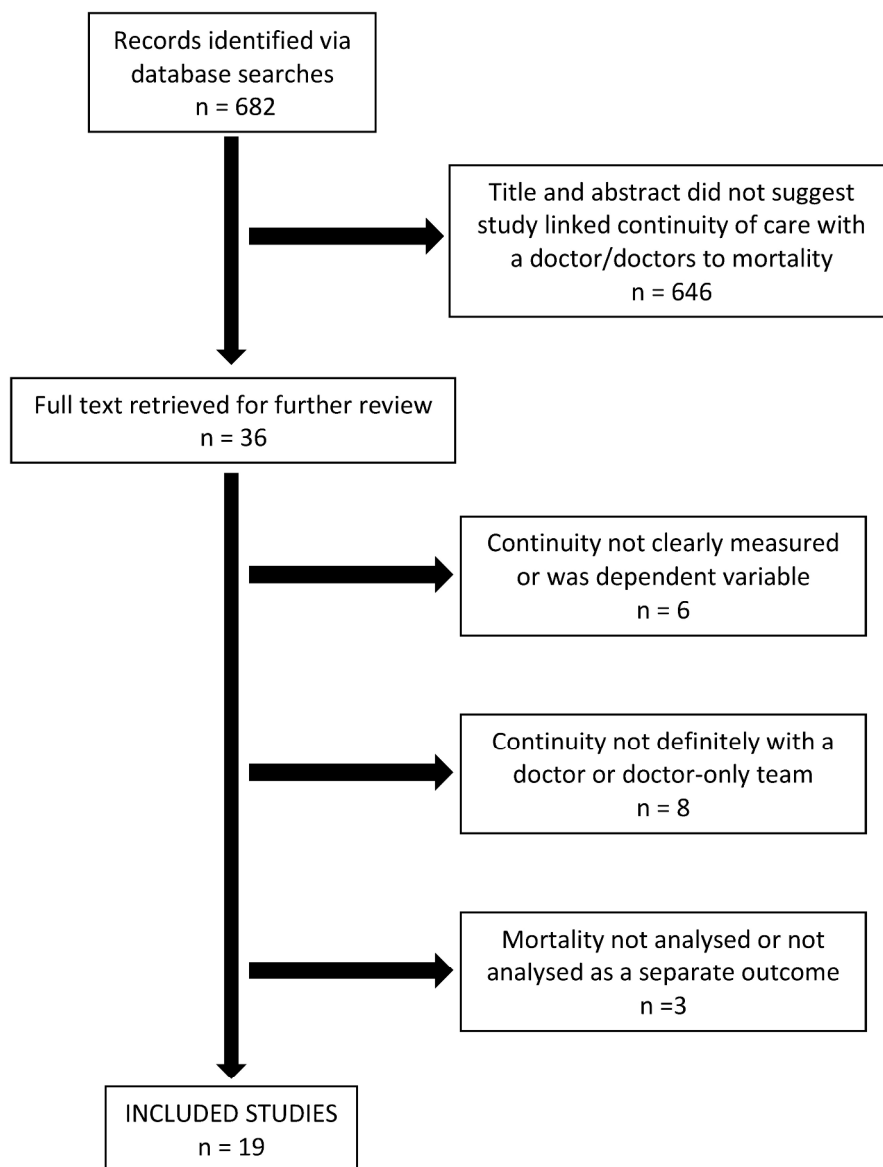 Records identified via
database searches
n = 682
Title and abstract did not suggest
study linked continuity of care with
a doctor/doctors to mortality
n = 646
Full text retrieved for further review
n = 36
Continuity not clearly measured
or was dependent variable
n = 6
Continuity not definitely with a
doctor or doctor-only team
n = 8
Mortality not analysed or not
analysed as a separate outcome
n =3
INCLUDED STUDIES
n = 19